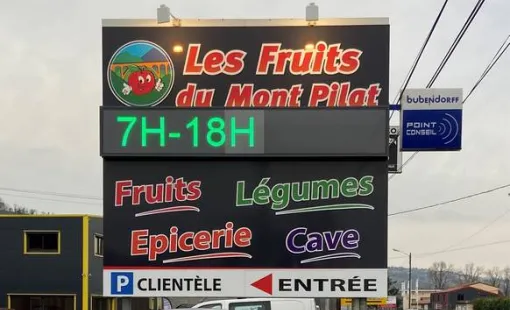 Les Fruits
du Mont Pilat
7H-18H
Fruits
Légumes
Epicerie
Cave
P CLIENTÈLE
ENTRÉE
bubendorff
POINT
CONSEIL